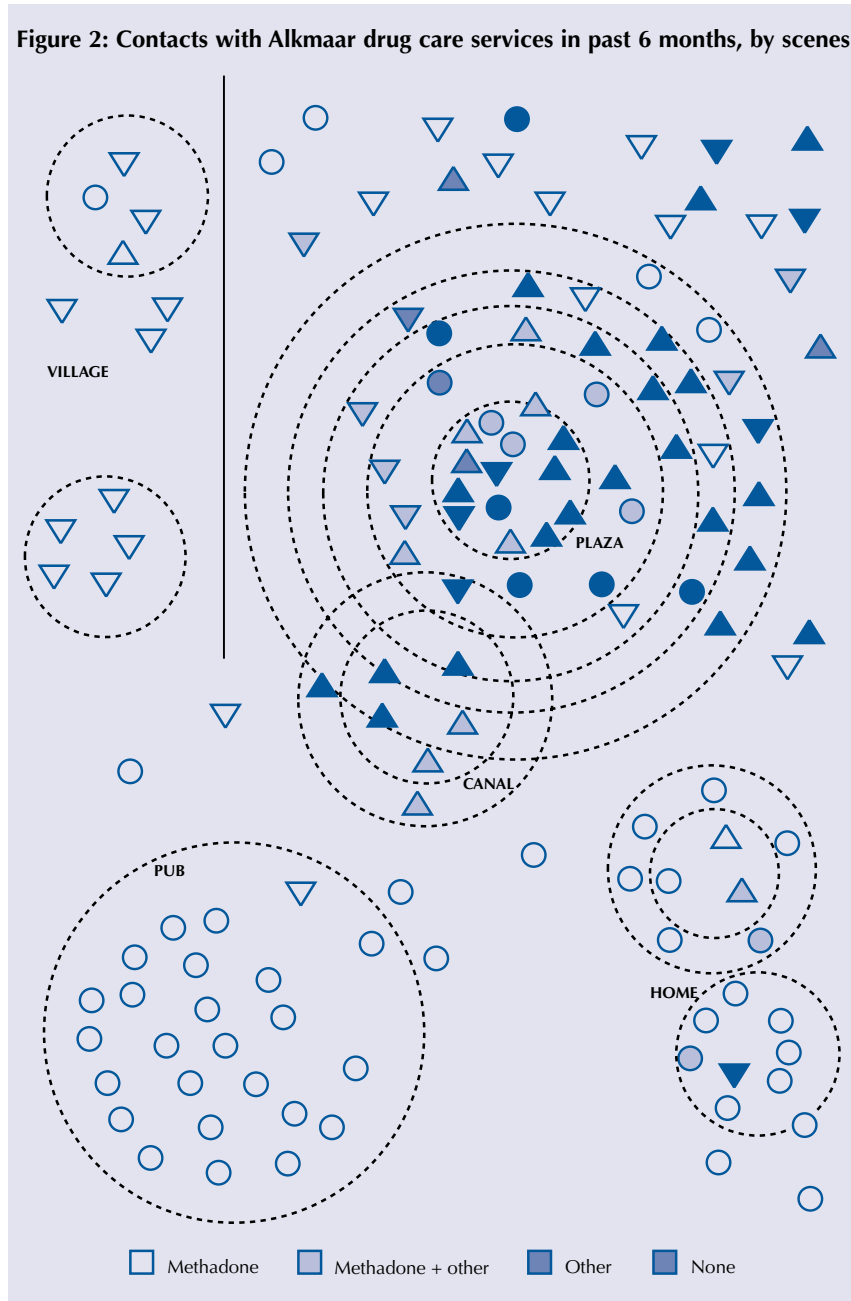 Figure 2: Contacts with Alkmaar drug care services in past 6 months, by scenes
VILLAGE
PLAZA
CANAL
PUB
HOME
Methadone Methadone + other Other None